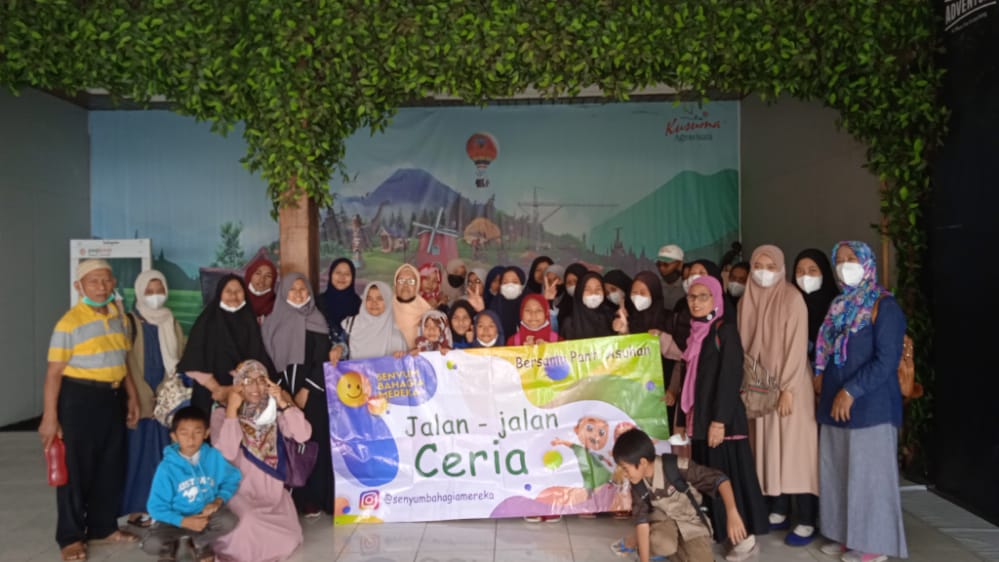 ADVENTURE
Kusuma
Agrowisata
SENYUM
BAHAGIA
MEREKA
Bersama Panti Asuhan
Jalan - jalan
Ceria
@senyumbahagiamereka